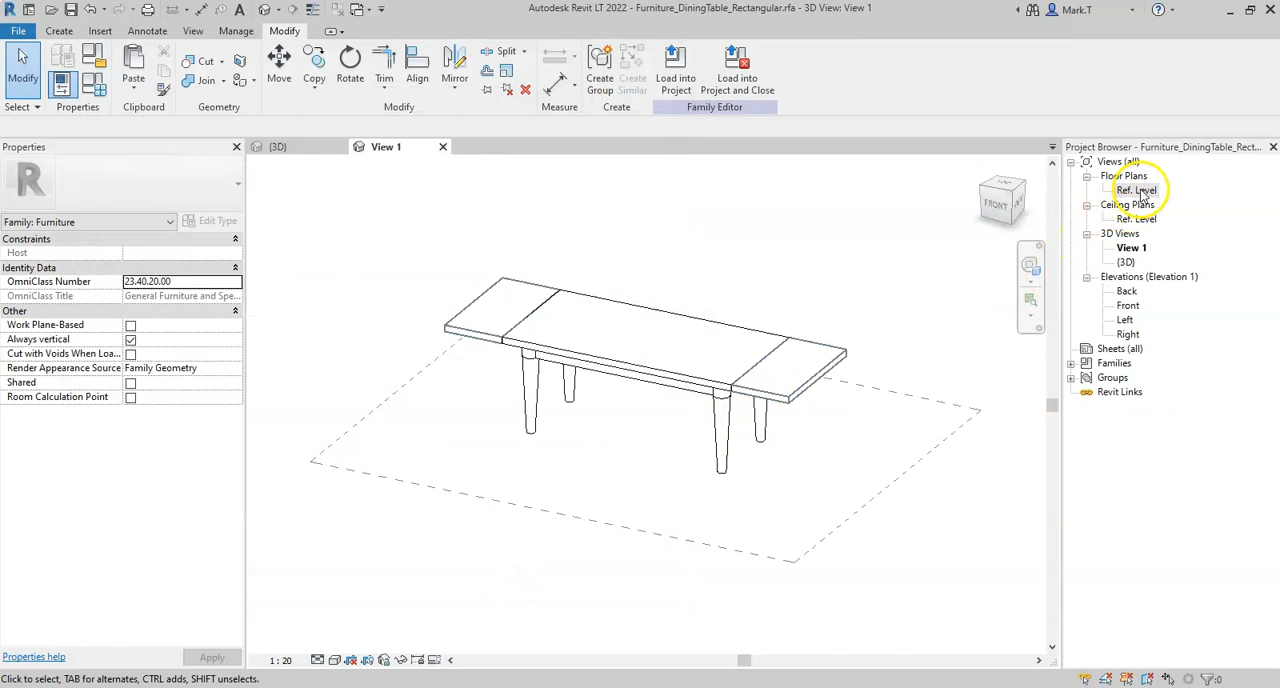 Autodesk Revit LT 2022 - Furniture_DiningTable_Rectangular.rfa - 3D View: View 1
Mark.T
File Create Insert Annotate View Manage Modify
Modify
Select
Properties
Paste
Clipboard
Cut
Join
Geometry
Move
Copy
Rotate
Trim
Align
Mirror
Split
Modify
Measure
Create Group
Create Similar
Create
Load into Project
Load into Project and Close
Family Editor
Properties
R
Family: Furniture
Edit Type
Constraints
Host
Identity Data
OmniClass Number 23.40.20.00
OmniClass Title General Furniture and Spe...
Other
Work Plane-Based
Always vertical
Cut with Voids When Loa...
Render Appearance Source Family Geometry
Shared
Room Calculation Point
Properties help
Apply
{3D}
View 1
FRONT
1 : 20
Project Browser - Furniture_DiningTable_Rect...
Views (all)
Floor Plans
Ref. Level
Ceiling Plans
Ref. Level
3D Views
View 1
{3D}
Elevations (Elevation 1)
Back
Front
Left
Right
Sheets (all)
Families
Groups
Revit Links
Click to select, TAB for alternates, CTRL adds, SHIFT unselects.
:0